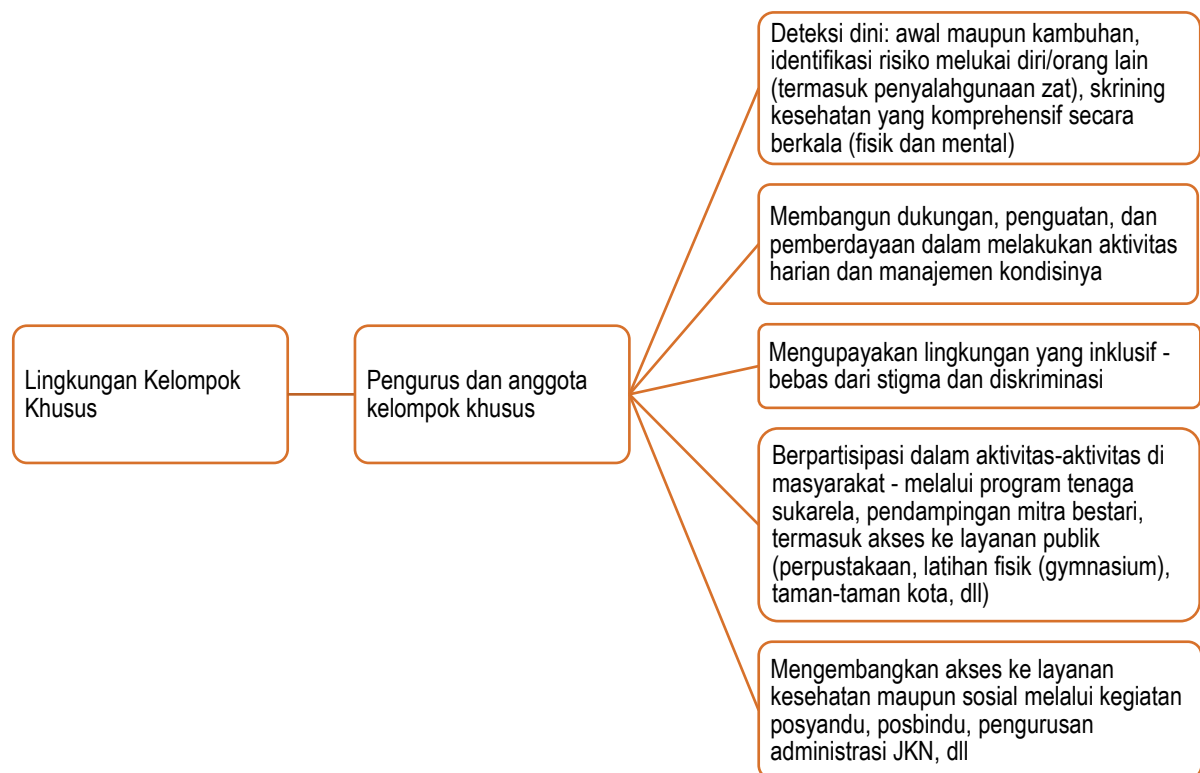 Lingkungan Kelompok
Khusus
Pengurus dan anggota
kelompok khusus
Deteksi dini: awal maupun kambuhan,
identifikasi risiko melukai diri/orang lain
(termasuk penyalahgunaan zat), skrining
kesehatan yang komprehensif secara
berkala (fisik dan mental)
Membangun dukungan, penguatan, dan
pemberdayaan dalam melakukan aktivitas
harian dan manajemen kondisinya
Mengupayakan lingkungan yang inklusif -
bebas dari stigma dan diskriminasi
Berpartisipasi dalam aktivitas-aktivitas di
masyarakat - melalui program tenaga
sukarela, pendampingan mitra bestari,
termasuk akses ke layanan publik
(perpustakaan, latihan fisik (gymnasium),
taman-taman kota, dll)
Mengembangkan akses ke layanan
kesehatan maupun sosial melalui kegiatan
posyandu, posbindu, pengurusan
administrasi JKN, dll